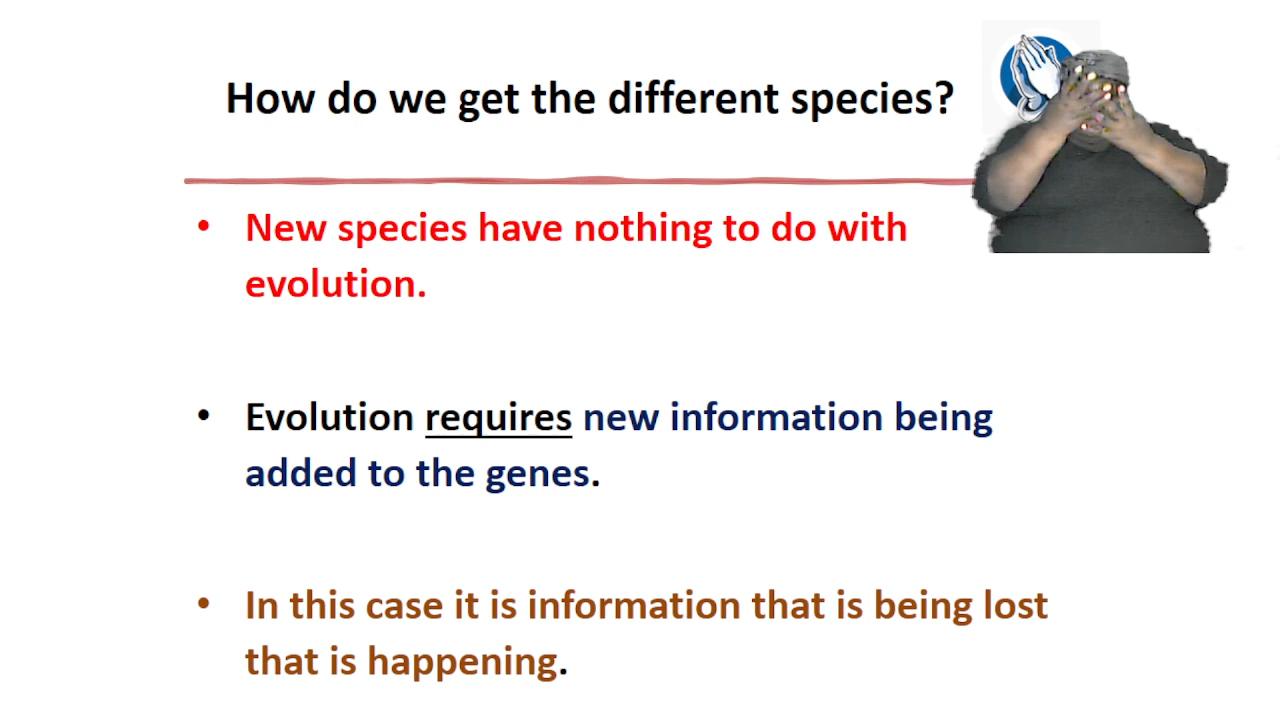 How do we get the different species?
• New species have nothing to do with
evolution.
• Evolution requires new information being
added to the genes.
• In this case it is information that is being lost
that is happening.